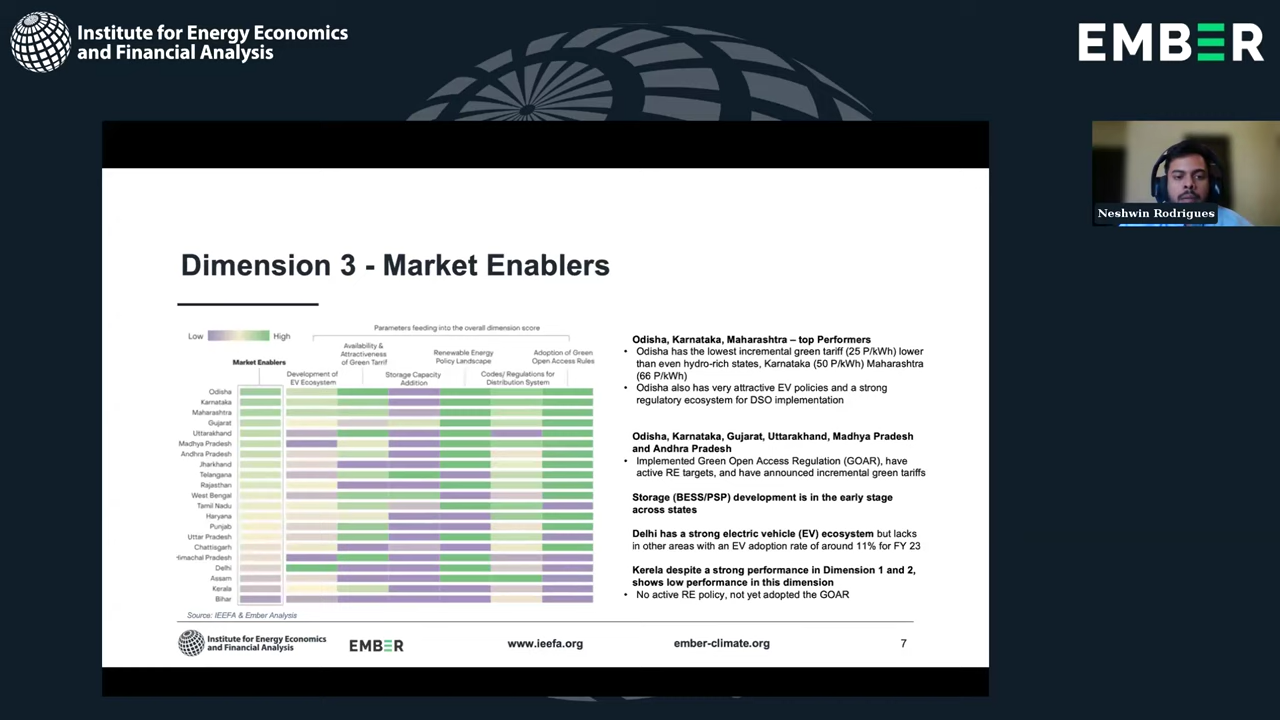 Institute for Energy Economics
and Financial Analysis
EMBER
Neshwin Rodrigues
Dimension 3 - Market Enablers
Low
High
Parameters feeding into the overall dimension score
Market Enablers
Development of
EV Ecosystem
Availability &
Attractiveness
of Green Tarrif
Storage Capacity
Addition
Renewable Energy
Policy Landscape
Codes/ Regulations for
Distribution System
Adoption of Green
Open Access Rules
Odisha
Karnataka
Maharashtra
Gujarat
Uttarakhand
Madhya Pradesh
Andhra Pradesh
Jharkhand
Telangana
Rajasthan
West Bengal
Tamil Nadu
Haryana
Punjab
Uttar Pradesh
Chattisgarh
Himachal Pradesh
Delhi
Assam
Kerala
Bihar
Source: IEEFA & Ember Analysis
Odisha, Karnataka, Maharashtra – top Performers
• Odisha has the lowest incremental green tariff (25 P/kWh) lower
than even hydro-rich states, Karnataka (50 P/kWh) Maharashtra
(66 P/kWh)
• Odisha also has very attractive EV policies and a strong
regulatory ecosystem for DSO implementation
Odisha, Karnataka, Gujarat, Uttarakhand, Madhya Pradesh
and Andhra Pradesh
• Implemented Green Open Access Regulation (GOAR), have
active RE targets, and have announced incremental green tariffs
Storage (BESS/PSP) development is in the early stage
across states
Delhi has a strong electric vehicle (EV) ecosystem but lacks
in other areas with an EV adoption rate of around 11% for FY 23
Kerela despite a strong performance in Dimension 1 and 2,
shows low performance in this dimension
• No active RE policy, not yet adopted the GOAR
Institute for Energy Economics
and Financial Analysis
EMBER
www.ieefa.org
ember-climate.org
7